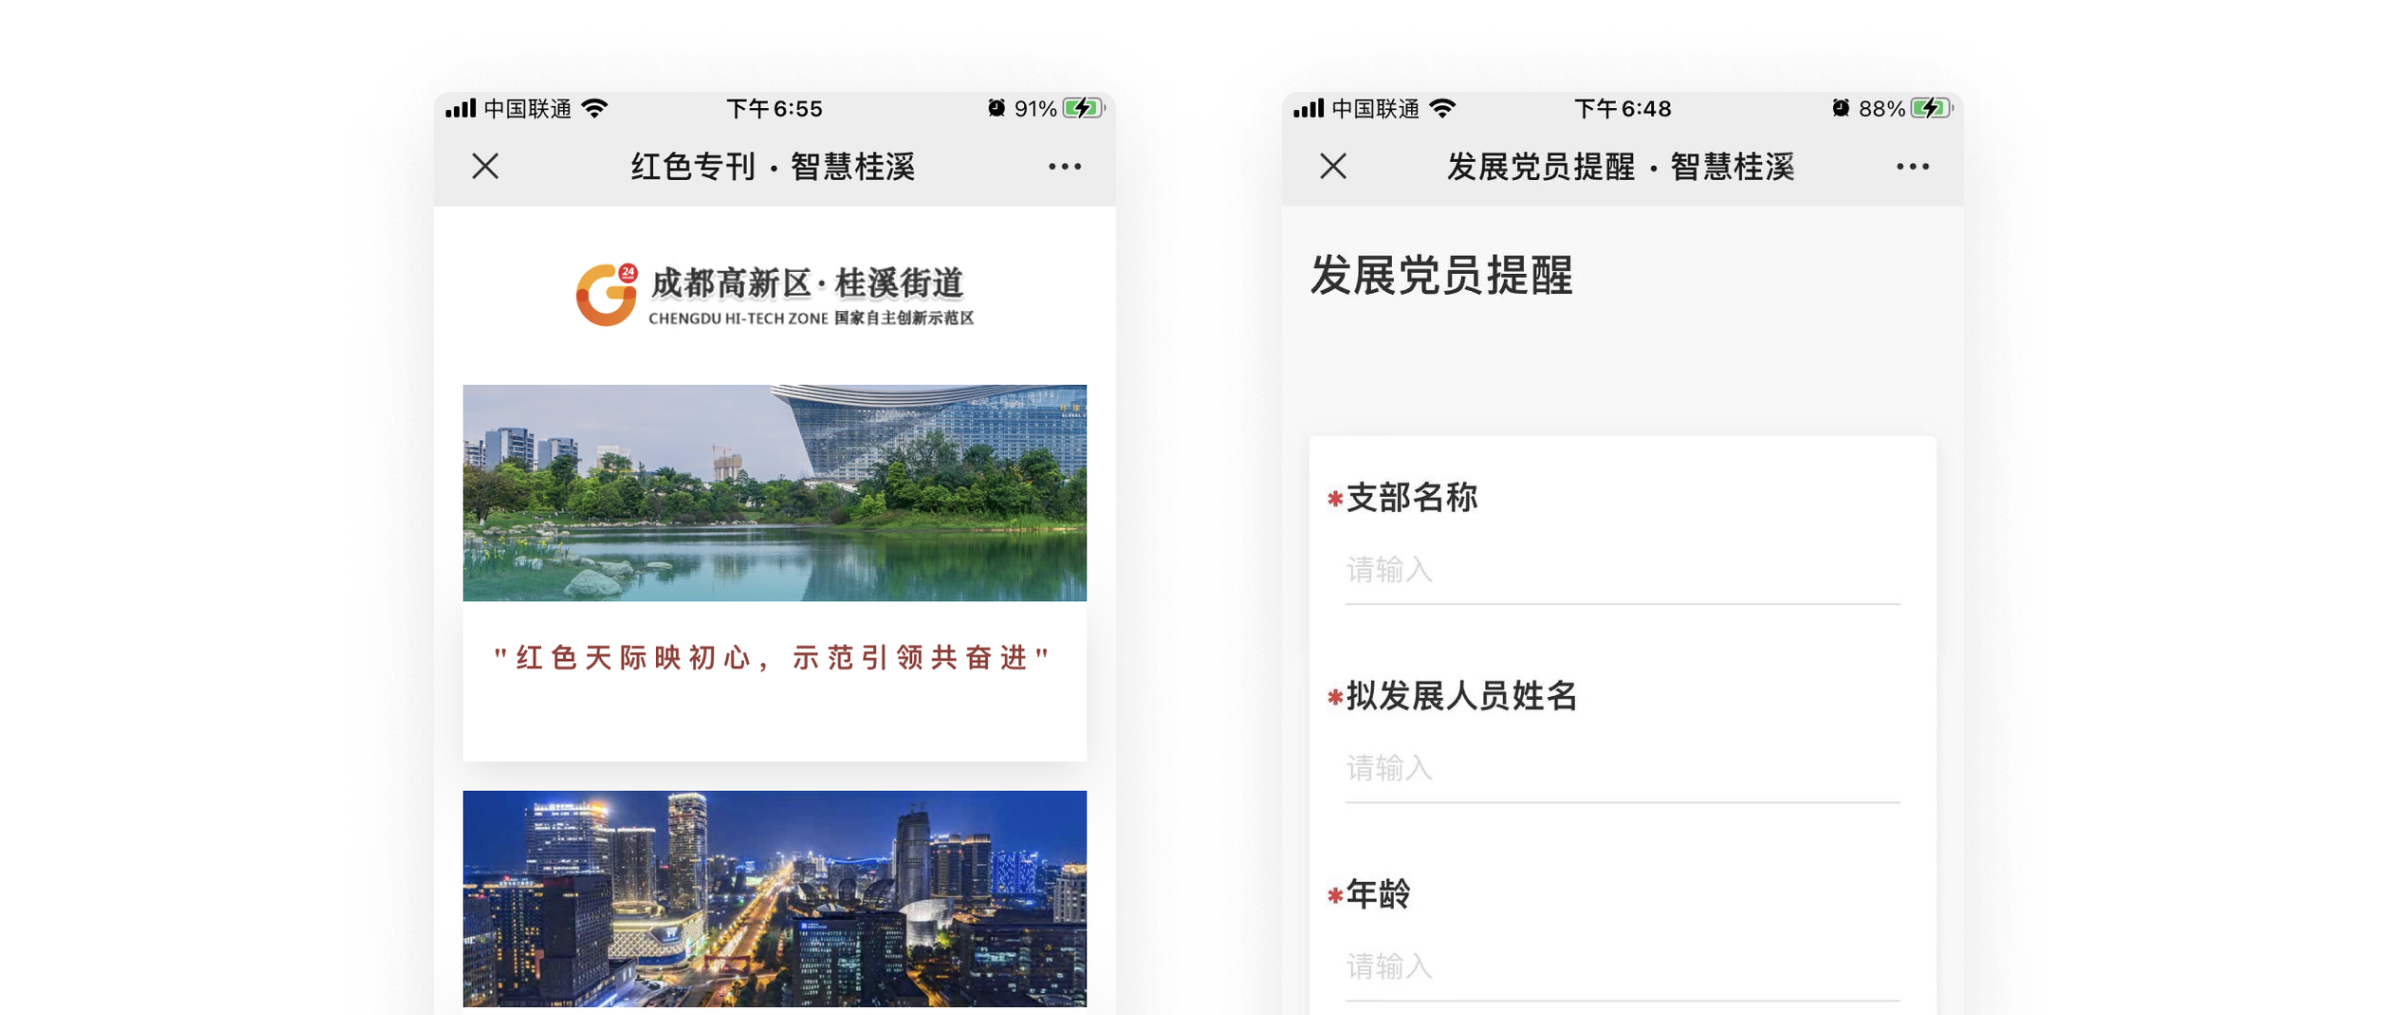 中国联通 下午6:55 91%
红色专刊·智慧桂溪
24
成都高新区·桂溪街道
CHENGDU HI-TECH ZONE 国家自主创新示范区
"红色天际映初心，示范引领共奋进"
中国联通 下午6:48 88%
发展党员提醒·智慧桂溪
发展党员提醒
*支部名称
请输入
*拟发展人员姓名
请输入
*年龄
请输入